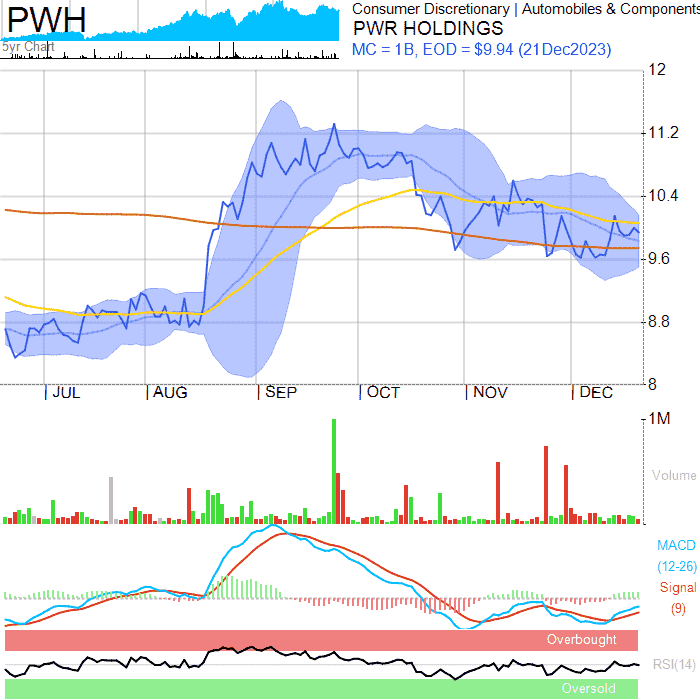 PWH
Consumer Discretionary | Automobiles & Components
PWR HOLDINGS
5yr Chart
MC = 1B, EOD = $9.94 (21Dec2023)
12
11.2
10.4
9.6
8.8
8
JUL
AUG
SEP
OCT
NOV
DEC
1M
Volume
MACD
(12-26)
Signal
(9)
Overbought
RSI(14)
Oversold